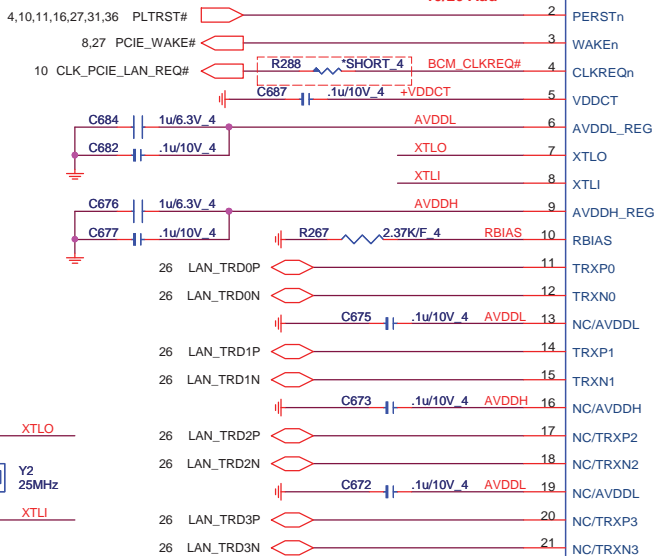 4,10,11,16,27,31,36 PLTRST# 2 PERSTn
8,27 PCIE_WAKE# 3 WAKEn
10 CLK_PCIE_LAN_REQ# R288 *SHORT_4 BCM_CLKREQ# 4 CLKREQn
C687 .1u/10V_4 +VDDCT 5 VDDCT
C684 1u/6.3V_4 AVDDL 6 AVDDL_REG
C682 .1u/10V_4 XTLO 7 XTLO
XTLI 8 XTLI
C676 1u/6.3V_4 AVDDH 9 AVDDH_REG
C677 .1u/10V_4 R267 2.37K/F_4 RBIAS 10 RBIAS
26 LAN_TRD0P 11 TRXP0
26 LAN_TRD0N 12 TRXN0
C675 .1u/10V_4 AVDDL 13 NC/AVDDL
26 LAN_TRD1P 14 TRXP1
26 LAN_TRD1N 15 TRXN1
C673 .1u/10V_4 AVDDH 16 NC/AVDDH
XTLO 26 LAN_TRD2P 17 NC/TRXP2
26 LAN_TRD2N 18 NC/TRXN2
Y2
25MHz
C672 .1u/10V_4 AVDDL 19 NC/AVDDL
XTLI 26 LAN_TRD3P 20 NC/TRXP3
26 LAN_TRD3N 21 NC/TRXN3